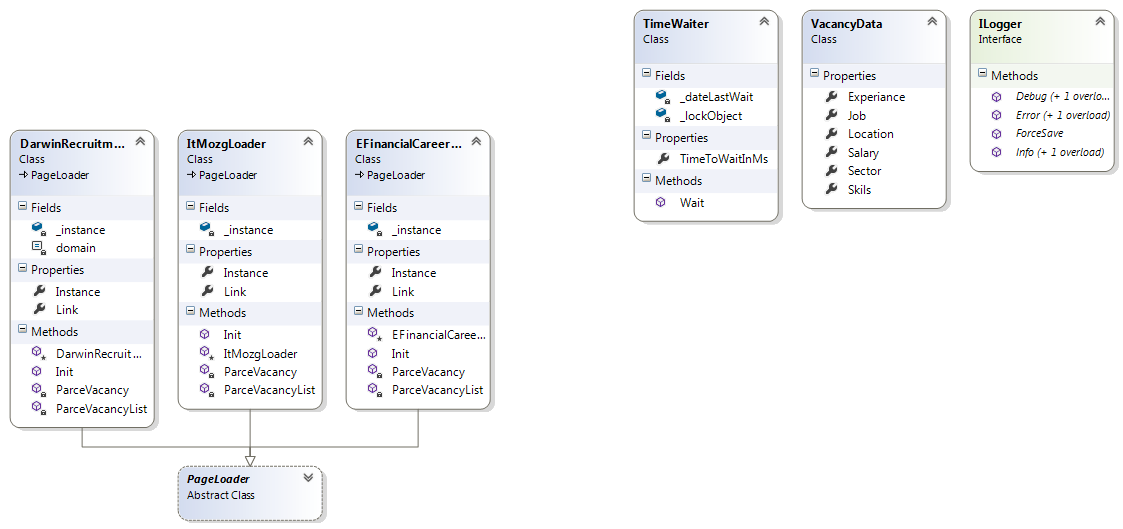 DarwinRecruitm...
Class
PageLoader
Fields
_instance
domain
Properties
Instance
Link
Methods
DarwinRecruit...
Init
ParceVacancy
ParceVacancyList
ItMozgLoader
Class
PageLoader
Fields
_instance
Properties
Instance
Link
Methods
Init
ItMozgLoader
ParceVacancy
ParceVacancyList
EFinancialCareer...
Class
PageLoader
Fields
_instance
Properties
Instance
Link
Methods
EFinancialCaree...
Init
ParceVacancy
ParceVacancyList
PageLoader
Abstract Class
TimeWaiter
Class
Fields
_dateLastWait
_lockObject
Properties
TimeToWaitInMs
Methods
Wait
VacancyData
Class
Properties
Experiance
Job
Location
Salary
Sector
Skils
ILogger
Interface
Methods
Debug (+ 1 overlo...
Error (+ 1 overload)
ForceSave
Info (+ 1 overload)